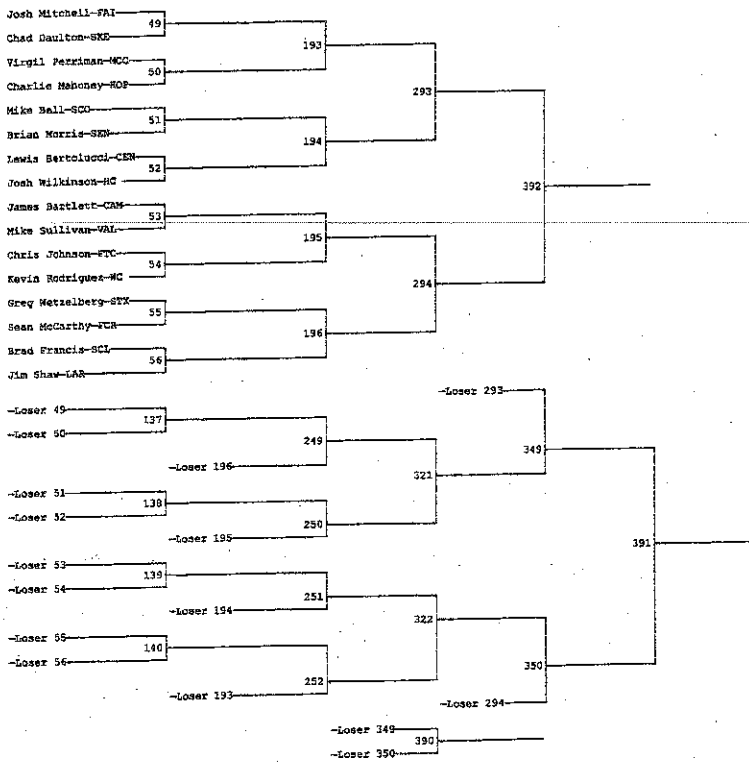 Josh Mitchell-FAI
49
Chad Daulton-SKE
193
Virgil Perriman-MCC
50
Charlie Mahoney-HOP
293
Mike Ball-SCO
51
Brian Morris-SEN
194
Lewis Bertolucci-CEN
52
Josh Wilkinson-HC
392
James Bartlett-CAM
53
Mike Sullivan-VAL
195
Chris Johnson-FTC
54
Kevin Rodriguez-WC
294
Greg Wetzelberg-STX
55
Sean McCarthy-FCR
196
Brad Francis-SCL
56
Jim Shaw-LAR
-Loser 293
-Loser 49
137
-Loser 50
249
349
-Loser 196
321
-Loser 51
138
-Loser 52
250
-Loser 195
391
-Loser 53
139
-Loser 54
251
-Loser 194
322
-Loser 55
140
-Loser 56
350
252
-Loser 193
-Loser 294
-Loser 349
390
-Loser 350